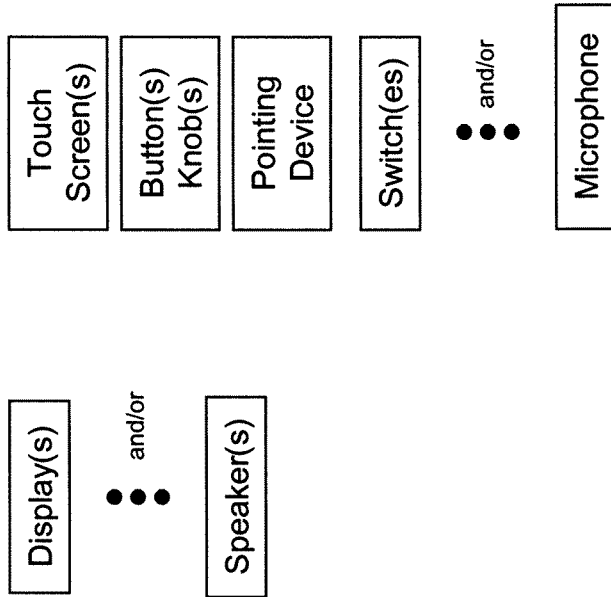 Display(s)
and/or
Speaker(s)
Touch
Screen(s)
Button(s)
Knob(s)
Pointing
Device
Switch(es)
and/or
Microphone